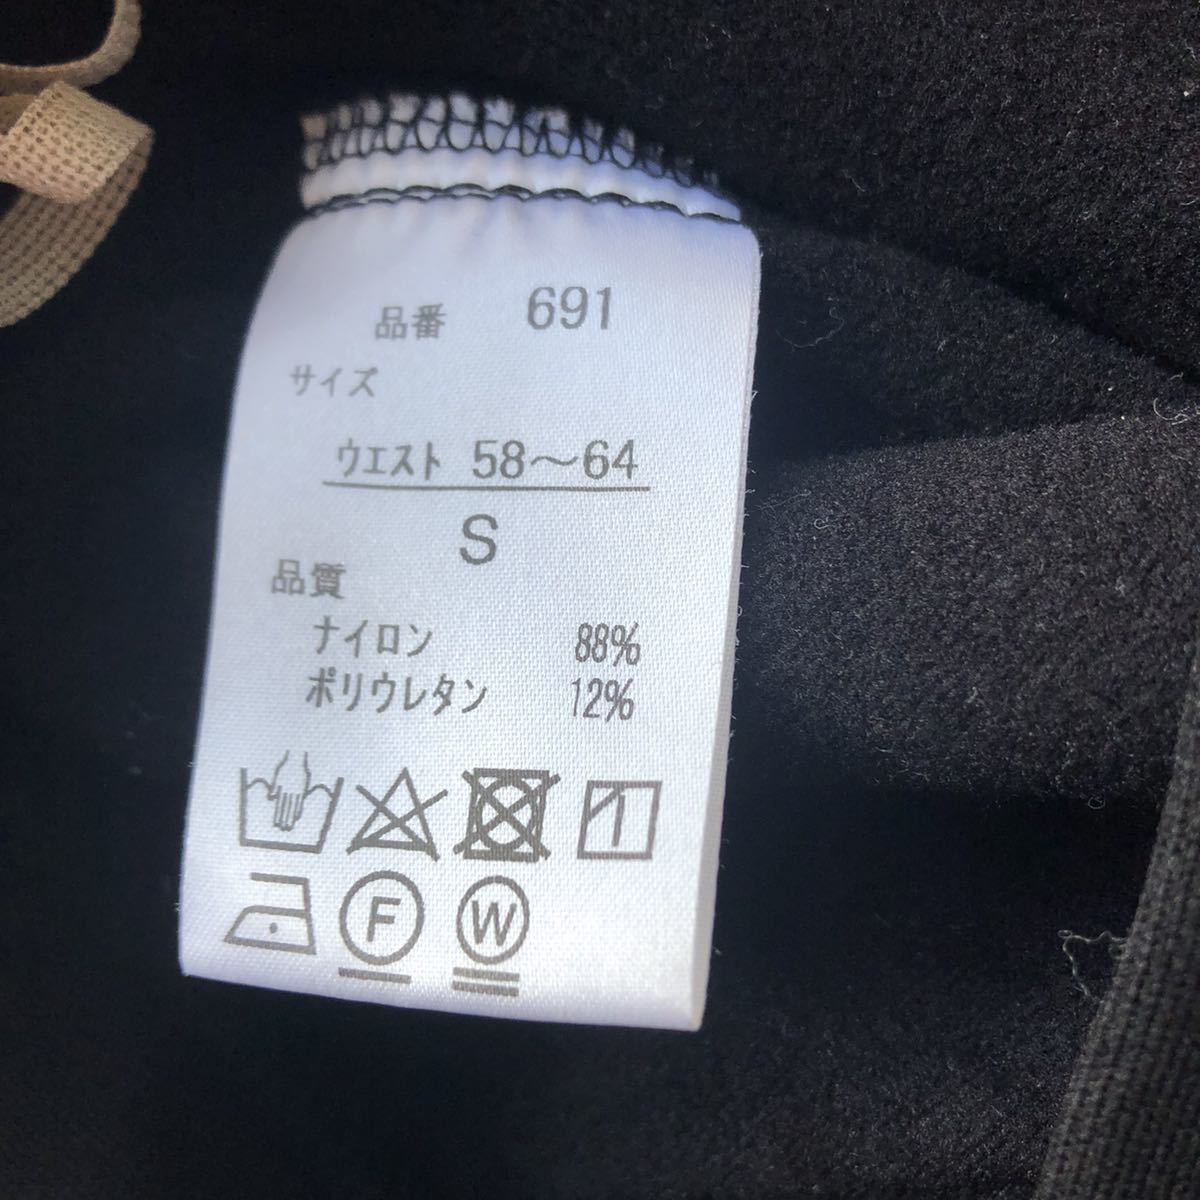 品番 691
サイズ
ウエスト 58～64
S
品質
ナイロン 88%
ポリウレタン 12%
F W